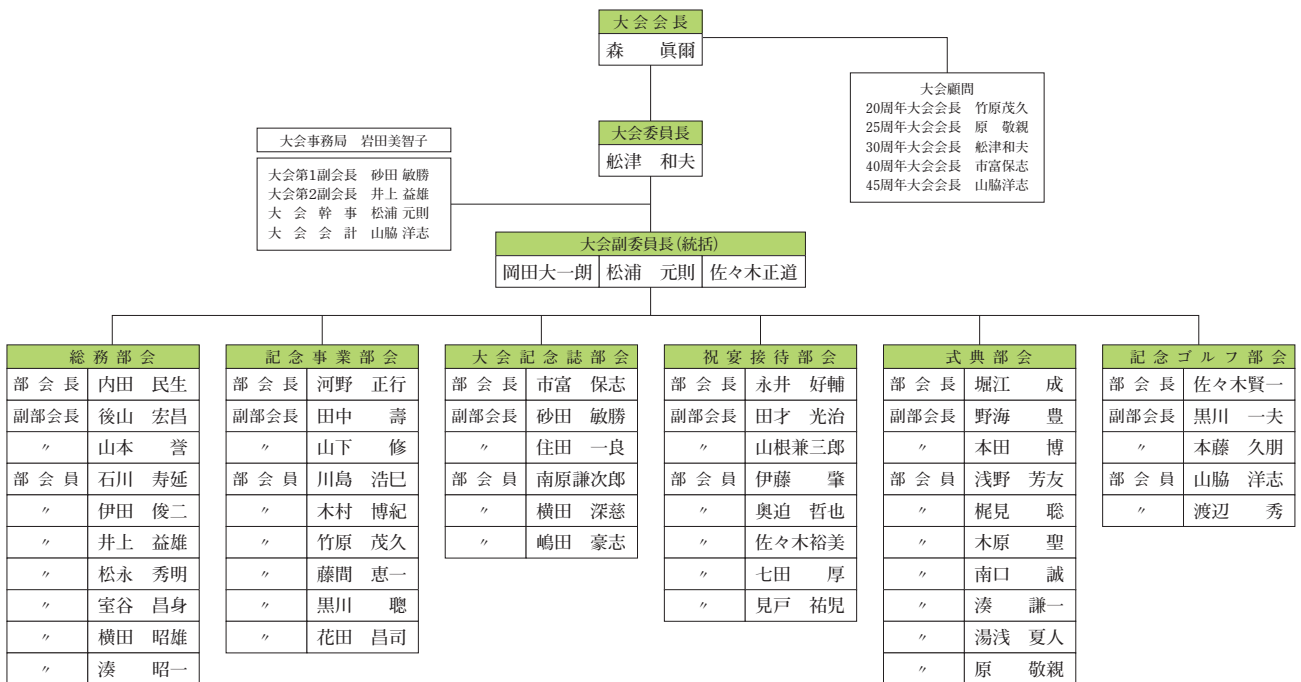 大会会長
森　眞爾
大会顧問
20周年大会会長　竹原茂久
25周年大会会長　原　敬親
30周年大会会長　舩津和夫
40周年大会会長　市富保志
45周年大会会長　山脇洋志
大会委員長
舩津　和夫
大会事務局　岩田美智子
大会第1副会長　砂田 敏勝
大会第2副会長　井上 益雄
大会幹事　松浦 元則
大会会計　山脇 洋志
大会副委員長(統括)
岡田大一朗　松浦　元則　佐々木正道
総務部会
部会長　内田　民生
副部会長　後山　宏昌
〃　山本　誉
部会員　石川　寿延
〃　伊田　俊二
〃　井上　益雄
〃　松永　秀明
〃　室谷　昌身
〃　横田　昭雄
〃　湊　昭一
記念事業部会
部会長　河野　正行
副部会長　田中　壽
〃　山下　修
部会員　川島　浩巳
〃　木村　博紀
〃　竹原　茂久
〃　藤間　恵一
〃　黒川　聰
〃　花田　昌司
大会記念誌部会
部会長　市富　保志
副部会長　砂田　敏勝
〃　住田　一良
部会員　南原謙次郎
〃　横田　深慈
〃　嶋田　豪志
祝宴接待部会
部会長　永井　好輔
副部会長　田才　光治
〃　山根兼三郎
部会員　伊藤　肇
〃　奥迫　哲也
〃　佐々木裕美
〃　七田　厚
〃　見戸　祐児
式典部会
部会長　堀江　成
副部会長　野海　豊
〃　本田　博
部会員　浅野　芳友
〃　梶見　聡
〃　木原　聖
〃　南口　誠
〃　湊　謙一
〃　湯浅　夏人
〃　原　敬親
記念ゴルフ部会
部会長　佐々木賢一
副部会長　黒川　一夫
〃　本藤　久朋
部会員　山脇　洋志
〃　渡辺　秀